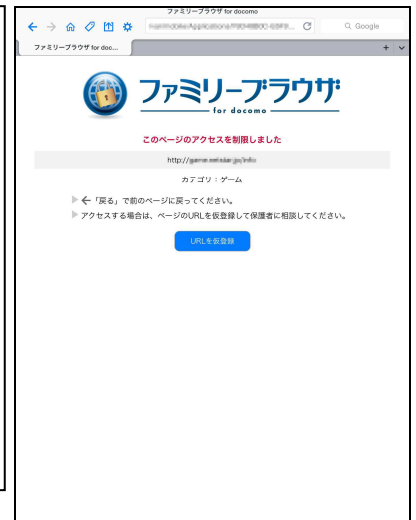 ファミリーブラウザ for docomo
Google
ファミリーブラウザ for doc...
ファミリーブラウザ
for docomo
このページのアクセスを制限しました
http://
カテゴリ：ゲーム
「戻る」で前のページに戻ってください。
アクセスする場合は、ページのURLを仮登録して保護者に相談してください。
URLを仮登録